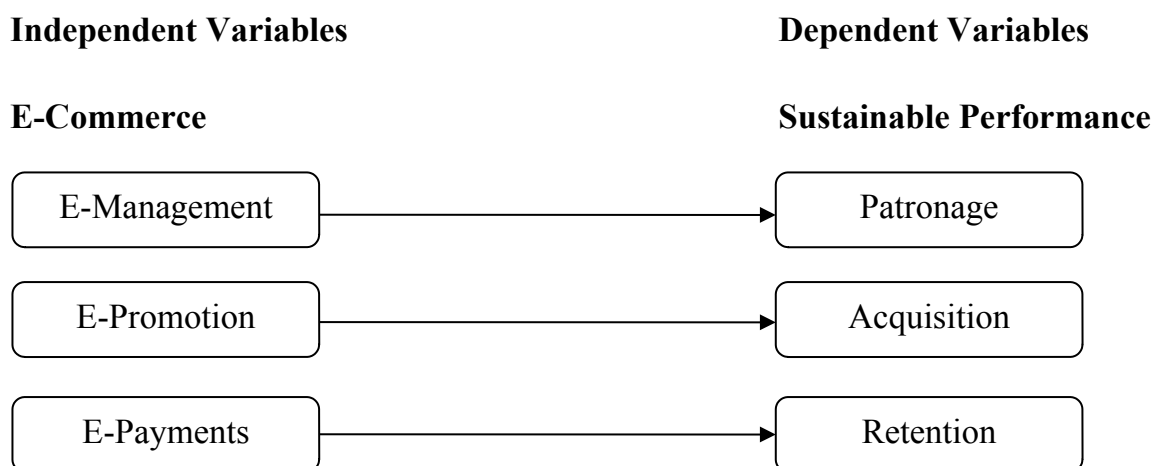 Independent Variables Dependent Variables
E-Commerce Sustainable Performance
E-Management Patronage
E-Promotion Acquisition
E-Payments Retention